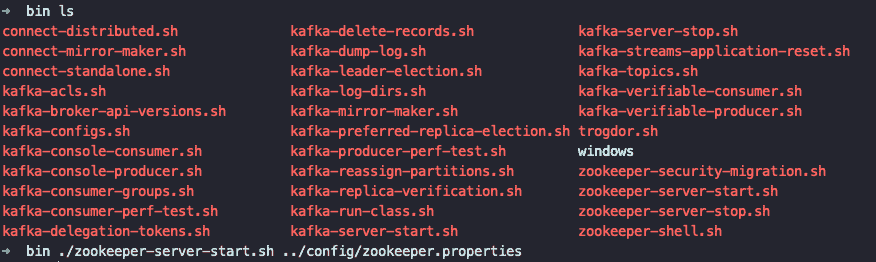 ➜ bin ls
connect-distributed.sh kafka-delete-records.sh kafka-server-stop.sh
connect-mirror-maker.sh kafka-dump-log.sh kafka-streams-application-reset.sh
connect-standalone.sh kafka-leader-election.sh kafka-topics.sh
kafka-acls.sh kafka-log-dirs.sh kafka-verifiable-consumer.sh
kafka-broker-api-versions.sh kafka-mirror-maker.sh kafka-verifiable-producer.sh
kafka-configs.sh kafka-preferred-replica-election.sh trogdor.sh
kafka-console-consumer.sh kafka-producer-perf-test.sh windows
kafka-console-producer.sh kafka-reassign-partitions.sh zookeeper-security-migration.sh
kafka-consumer-groups.sh kafka-replica-verification.sh zookeeper-server-start.sh
kafka-consumer-perf-test.sh kafka-run-class.sh zookeeper-server-stop.sh
kafka-delegation-tokens.sh kafka-server-start.sh zookeeper-shell.sh
➜ bin ./zookeeper-server-start.sh ../config/zookeeper.properties